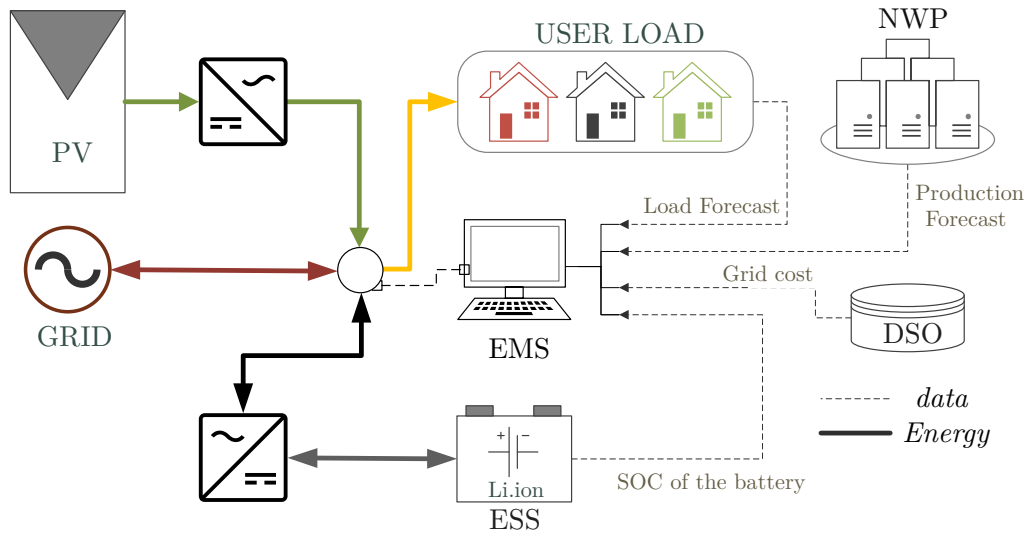 NWP
USER LOAD
PV
Production
Forecast
Load Forecast
Grid cost
GRID
DSO
EMS
data
Energy
+ −
Li.ion
SOC of the battery
ESS